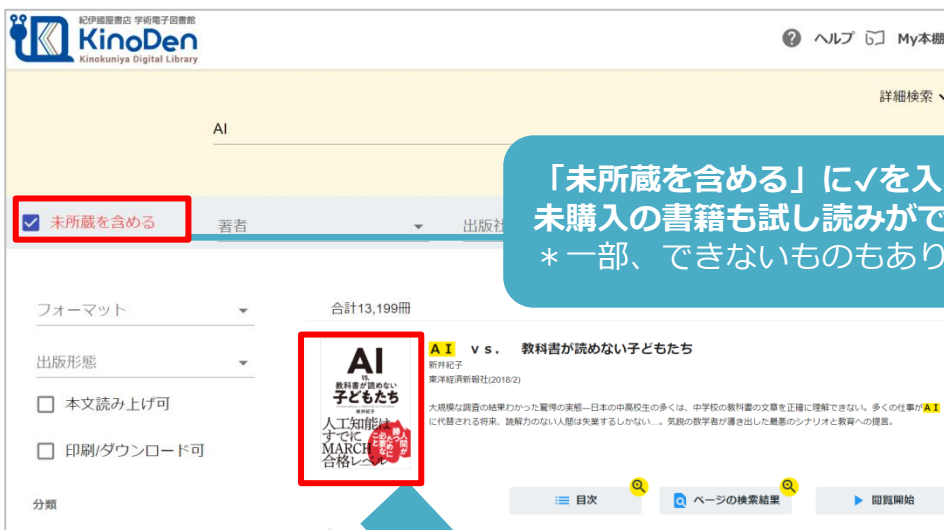 紀伊國屋書店 学術電子図書館
KinoDen
Kinokuniya Digital Library
ヘルプ
My本棚
詳細検索
AI
「未所蔵を含める」に✓を入
未購入の書籍も試し読みがで
＊一部、できないものもあり
未所蔵を含める
著者
出版社
フォーマット
合計13,199冊
出版形態
本文読み上げ可
印刷/ダウンロード可
分類
AI
vs.
教科書が読めない
子どもたち
新井紀子
人工知能は
すでに
MARCH
合格レベル
人間が
勝つために
必要な
こと
ＡＩ ｖｓ． 教科書が読めない子どもたち
新井紀子
東洋経済新報社(2018/2)
大規模な調査の結果わかった驚愕の実態―日本の中高校生の多くは、中学校の教科書の文章を正確に理解できない。多くの仕事がＡＩ
に代替される将来、読解力のない人間は失業するしかない…。気鋭の数学者が導き出した最悪のシナリオと教育への提言。
目次
ページの検索結果
閲覧開始